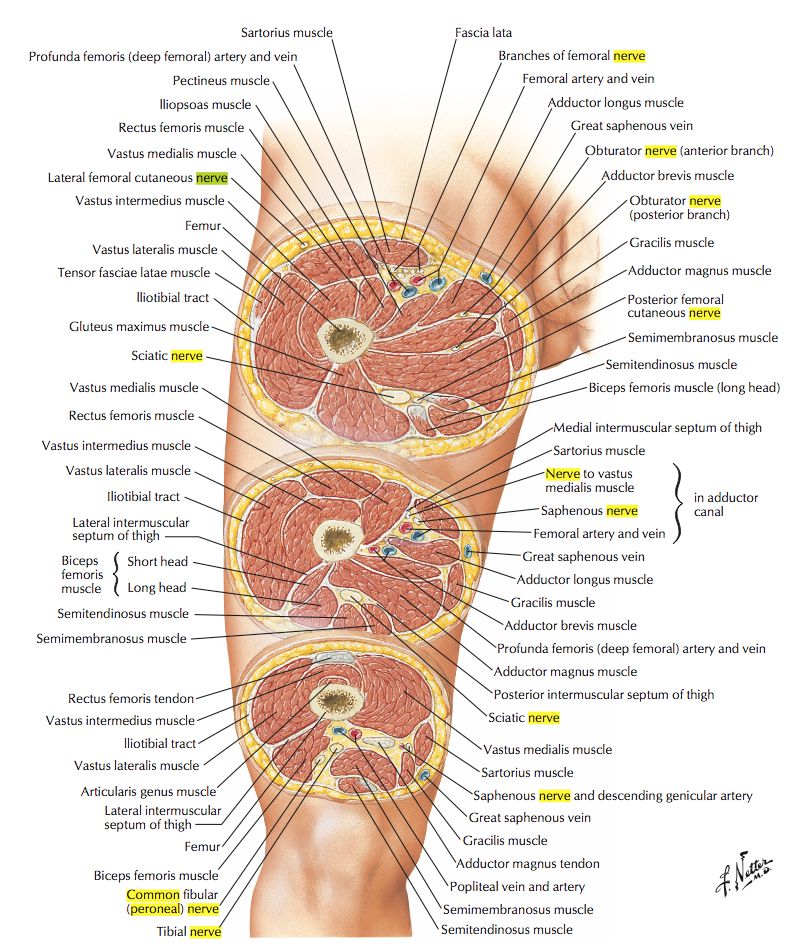 Sartorius muscle
Profunda femoris (deep femoral) artery and vein
Pectineus muscle
Iliopsoas muscle
Rectus femoris muscle
Vastus medialis muscle
Lateral femoral cutaneous nerve
Vastus intermedius muscle
Femur
Vastus lateralis muscle
Tensor fasciae latae muscle
Iliotibial tract
Gluteus maximus muscle
Sciatic nerve
Fascia lata
Branches of femoral nerve
Femoral artery and vein
Adductor longus muscle
Great saphenous vein
Obturator nerve (anterior branch)
Adductor brevis muscle
Obturator nerve
(posterior branch)
Gracilis muscle
Adductor magnus muscle
Posterior femoral
cutaneous nerve
Semimembranosus muscle
Semitendinosus muscle
Biceps femoris muscle (long head)
Vastus medialis muscle
Rectus femoris muscle
Vastus intermedius muscle
Vastus lateralis muscle
Iliotibial tract
Lateral intermuscular
septum of thigh
Biceps
femoris
muscle
Short head
Long head
Semitendinosus muscle
Semimembranosus muscle
Medial intermuscular septum of thigh
Sartorius muscle
Nerve to vastus
medialis muscle
Saphenous nerve
Femoral artery and vein
in adductor
canal
Great saphenous vein
Adductor longus muscle
Gracilis muscle
Adductor brevis muscle
Profunda femoris (deep femoral) artery and vein
Adductor magnus muscle
Posterior intermuscular septum of thigh
Sciatic nerve
Rectus femoris tendon
Vastus intermedius muscle
Iliotibial tract
Vastus lateralis muscle
Articularis genus muscle
Lateral intermuscular
septum of thigh
Femur
Biceps femoris muscle
Common fibular
(peroneal) nerve
Tibial nerve
Vastus medialis muscle
Sartorius muscle
Saphenous nerve and descending genicular artery
Great saphenous vein
Gracilis muscle
Adductor magnus tendon
Popliteal vein and artery
Semimembranosus muscle
Semitendinosus muscle
F. Netter
M.D.